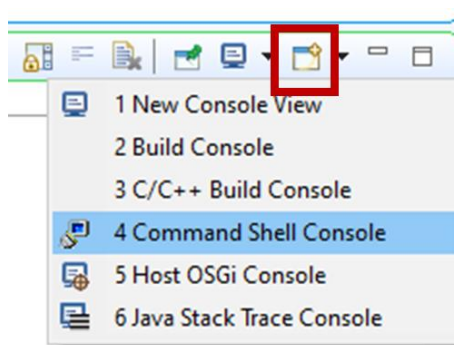 1 New Console View
2 Build Console
3 C/C++ Build Console
4 Command Shell Console
5 Host OSGi Console
6 Java Stack Trace Console